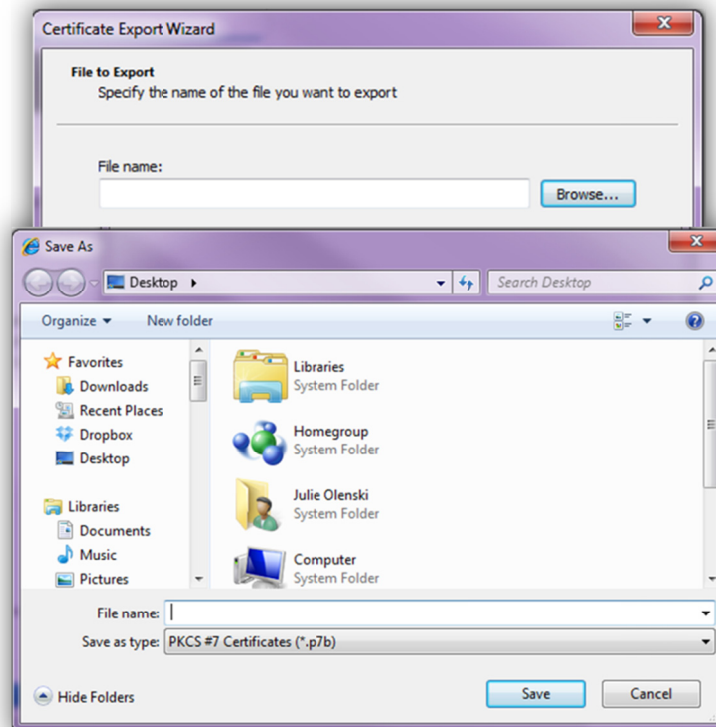 Certificate Export Wizard
File to Export
Specify the name of the file you want to export
File name:
Browse...
Save As
Desktop
Search Desktop
Organize New folder
Favorites
Downloads
Recent Places
Dropbox
Desktop
Libraries
Documents
Music
Pictures
Libraries
System Folder
Homegroup
System Folder
Julie Olenski
System Folder
Computer
System Folder
File name:
Save as type: PKCS #7 Certificates (*.p7b)
Hide Folders Save Cancel